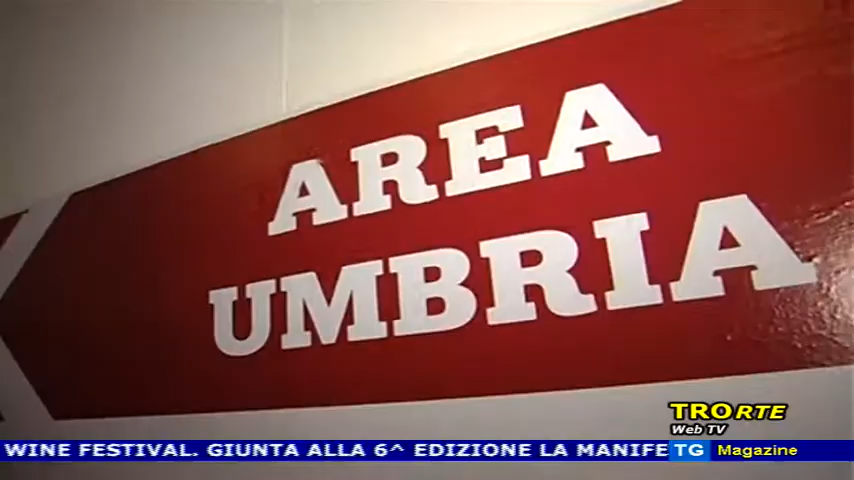 AREA
UMBRIA
TRORTE
Web TV
WINE FESTIVAL. GIUNTA ALLA 6^ EDIZIONE LA MANIFE
TG Magazine